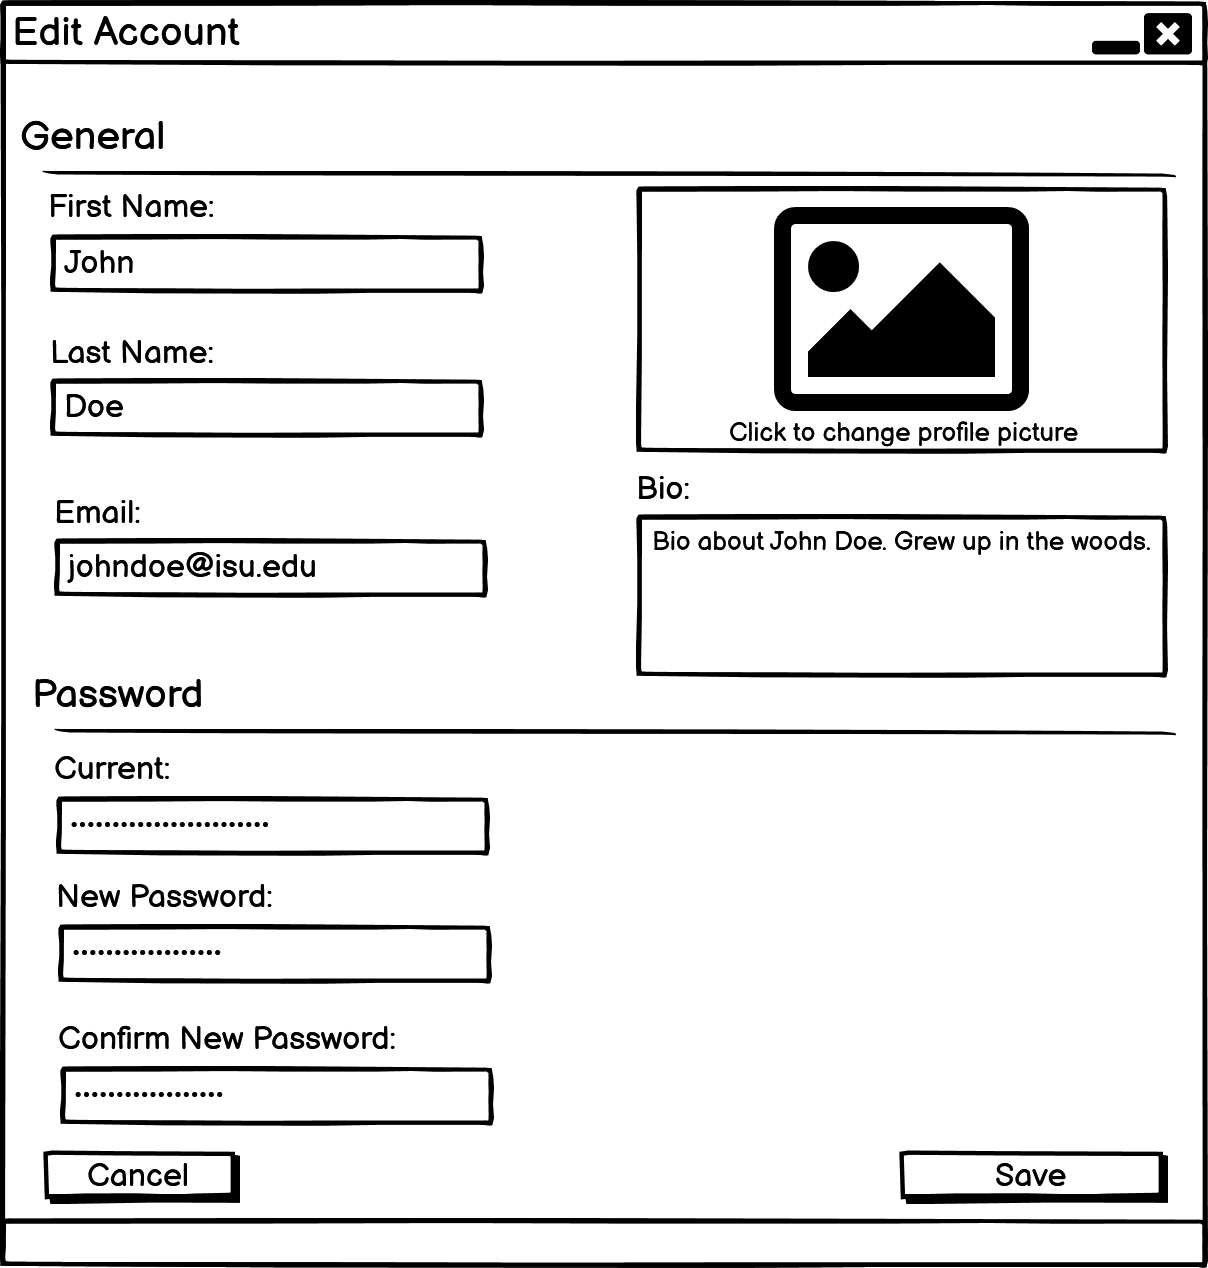 Edit Account
General
First Name:
John
Last Name:
Doe
Email:
johndoe@isu.edu
Click to change profile picture
Bio:
Bio about John Doe. Grew up in the woods.
Password
Current:
••••••••••••••••••••••••
New Password:
••••••••••••••••••
Confirm New Password:
••••••••••••••••••
Cancel
Save